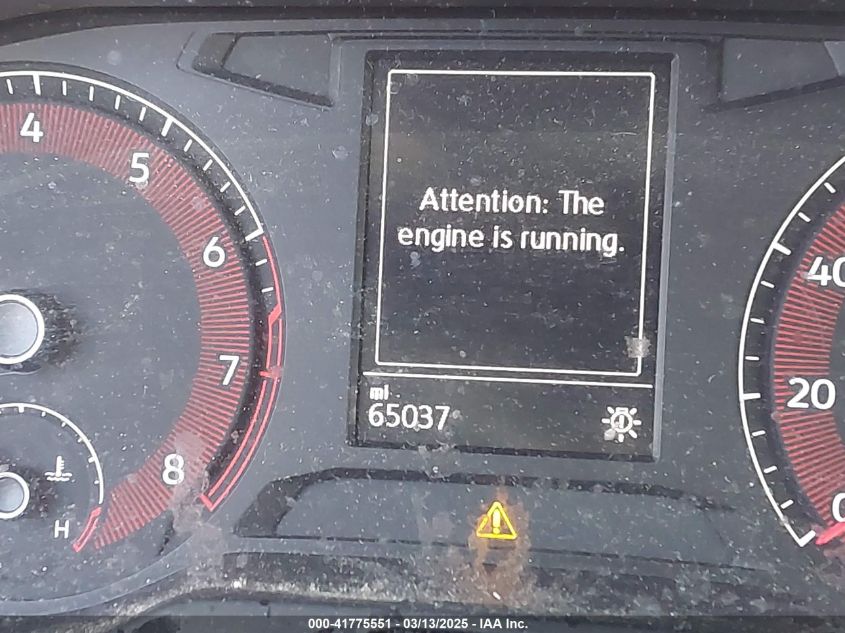 4
5
6
7
8
H
Attention: The
engine is running.
mi
65037
40
20
0
000-41775551 - 03/13/2025 - IAA Inc.